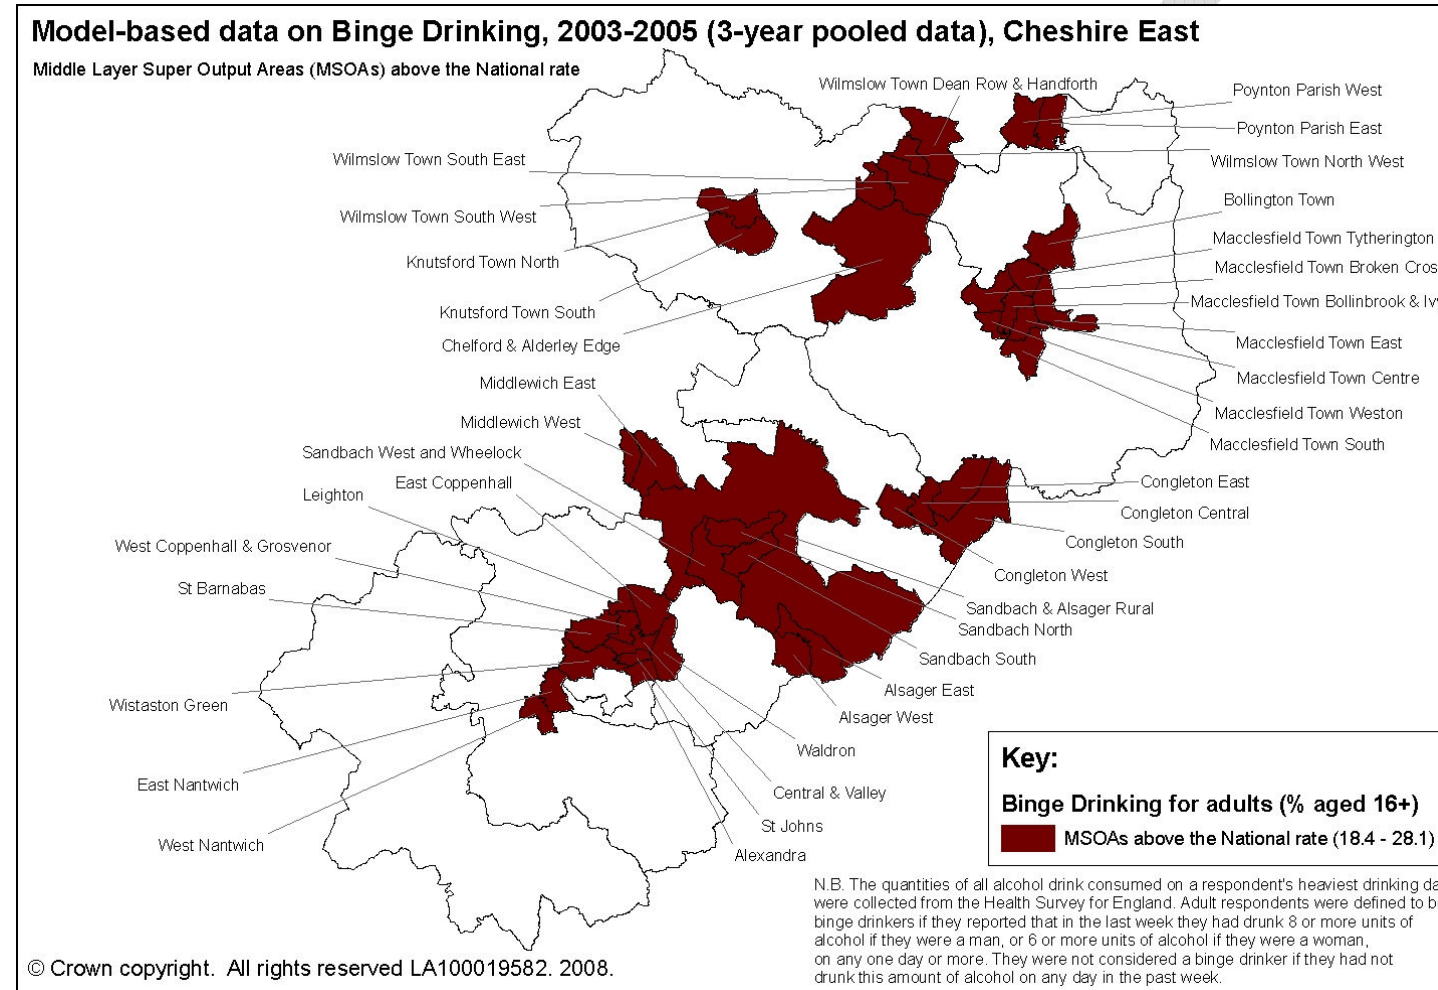 Model-based data on Binge Drinking, 2003-2005 (3-year pooled data), Cheshire East
Middle Layer Super Output Areas (MSOAs) above the National rate
Wilmslow Town Dean Row & Handforth
Poynton Parish West
Poynton Parish East
Wilmslow Town South East
Wilmslow Town North West
Bollington Town
Wilmslow Town South West
Macclesfield Town Tytherington
Knutsford Town North
Macclesfield Town Broken Cros
Macclesfield Town Bollinbrook & Iv
Knutsford Town South
Chelford & Alderley Edge
Macclesfield Town East
Middlewich East
Macclesfield Town Centre
Macclesfield Town Weston
Middlewich West
Macclesfield Town South
Sandbach West and Wheelock
East Coppenhall
Congleton East
Leighton
Congleton Central
West Coppenhall & Grosvenor
Congleton South
Congleton West
St Barnabas
Sandbach & Alsager Rural
Sandbach North
Sandbach South
Alsager East
Wistaston Green
Alsager West
Waldron
East Nantwich
Central & Valley
St Johns
West Nantwich
Alexandra
Key:
Binge Drinking for adults (% aged 16+)
MSOAs above the National rate (18.4 - 28.1)
N.B. The quantities of all alcohol drink consumed on a respondent's heaviest drinking da
were collected from the Health Survey for England. Adult respondents were defined to b
binge drinkers if they reported that in the last week they had drunk 8 or more units of
alcohol if they were a man, or 6 or more units of alcohol if they were a woman,
on any one day or more. They were not considered a binge drinker if they had not
drunk this amount of alcohol on any day in the past week.
© Crown copyright. All rights reserved LA100019582. 2008.